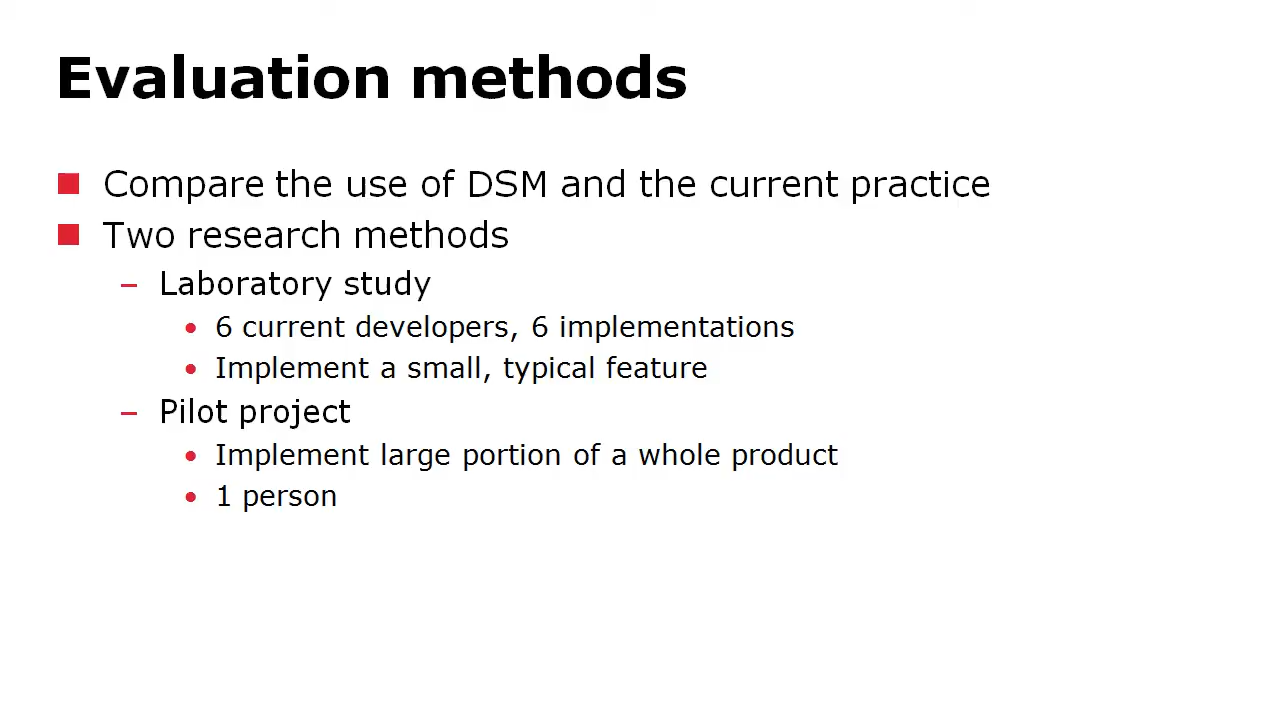 Evaluation methods
Compare the use of DSM and the current practice
Two research methods
– Laboratory study
• 6 current developers, 6 implementations
• Implement a small, typical feature
– Pilot project
• Implement large portion of a whole product
• 1 person